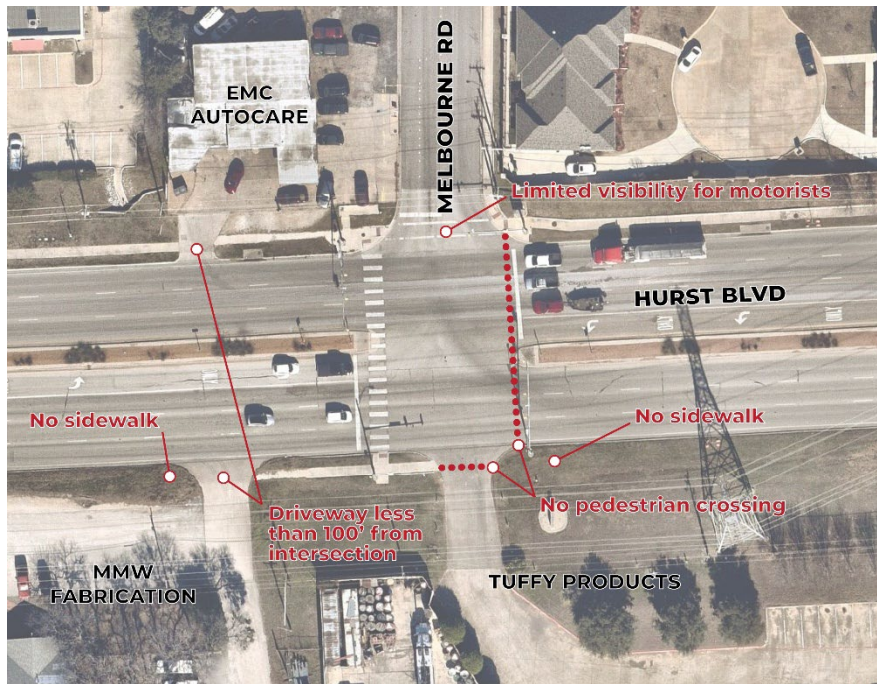 EMC
AUTOCARE
MELBOURNE RD
Limited visibility for motorists
HURST BLVD
No sidewalk
No sidewalk
No pedestrian crossing
Driveway less
than 100' from
intersection
MMW
FABRICATION
TUFFY PRODUCTS